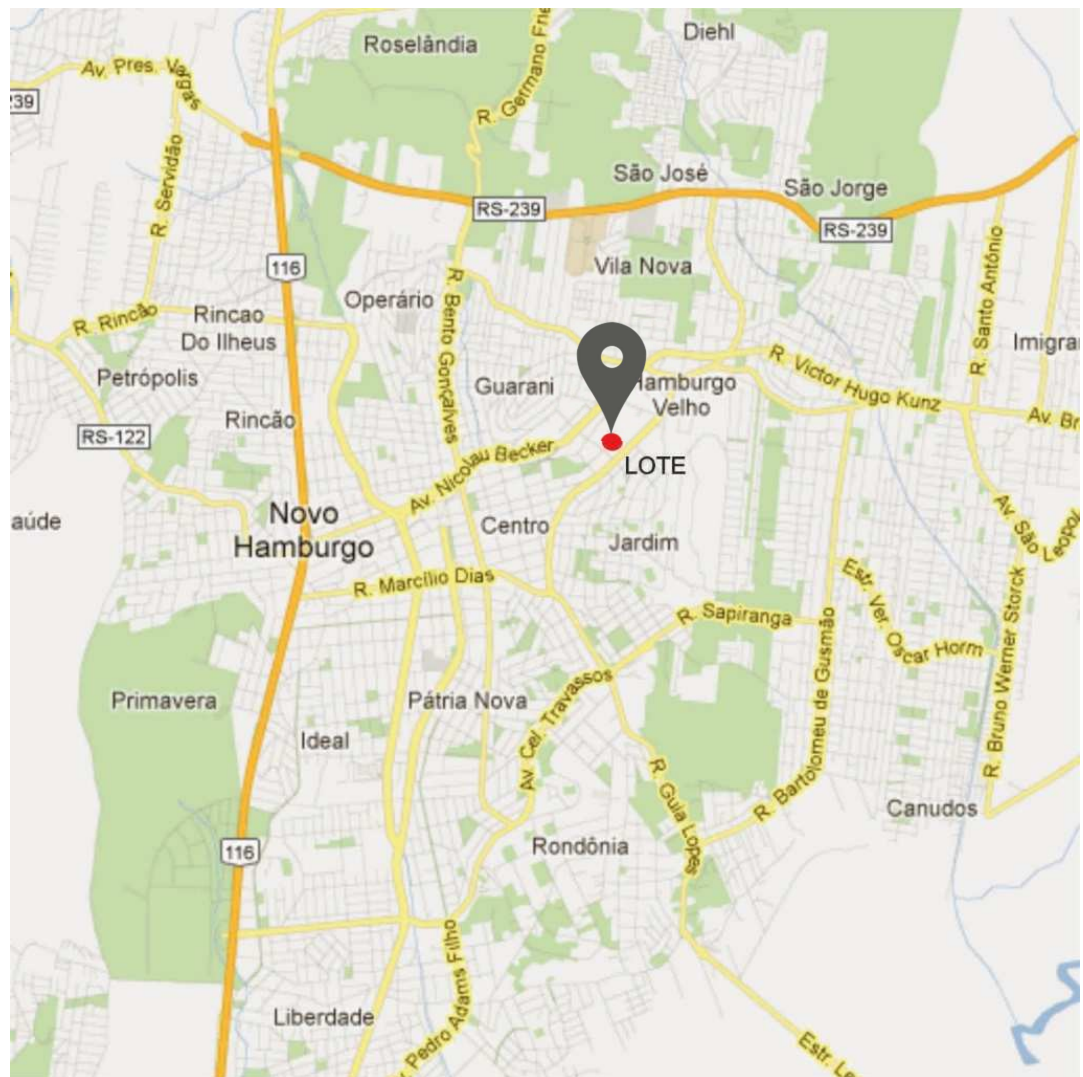 Roselândia
Diehl
R. Germano Frie
Av. Pres. Vargas
239
R. Servidão
São José
São Jorge
RS-239
RS-239
116
Vila Nova
R. Santo Antônio
R. Bento Gonçalves
Operário
R. Rincão
Rincao
Do Ilheus
Imigra
Petrópolis
Guarani
Hamburgo
Velho
R. Victor Hugo Kunz
Av. Br
Rincão
RS-122
Av. Nicolau Becker
LOTE
aúde
Novo
Hamburgo
Centro
Jardim
Av. São Leopol
R. Marcílio Dias
Estr. Ver. Oscar Horm
R. Sapiranga
R. Bruno Werner Storck
R. Bartolomeu de Gusmão
Primavera
Pátria Nova
Av. Cel. Travassos
Ideal
R. Guia Lopes
Canudos
116
Rondônia
Av. Pedro Adams Filho
Liberdade
Estr. Le